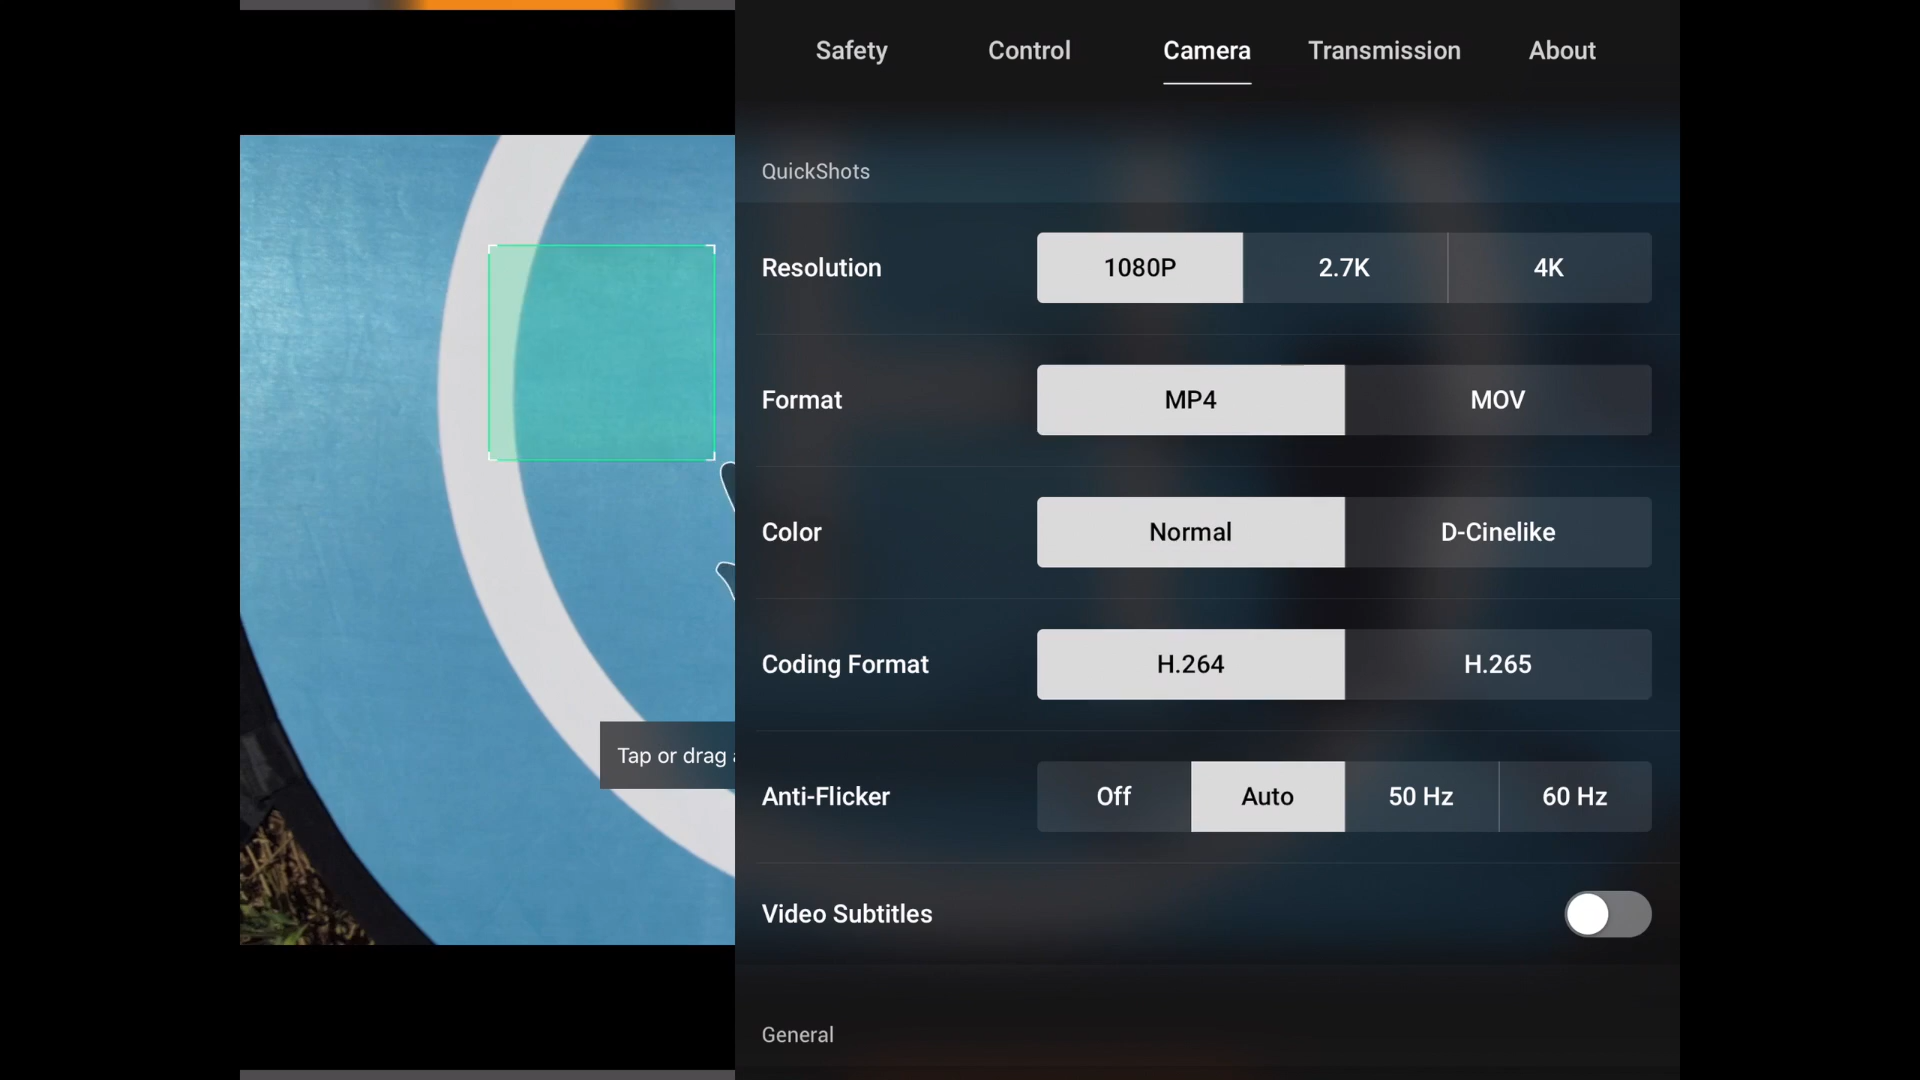 Safety Control Camera Transmission About
QuickShots
Resolution 1080P 2.7K 4K
Format MP4 MOV
Color Normal D-Cinelike
Coding Format H.264 H.265
Tap or drag
Anti-Flicker Off Auto 50 Hz 60 Hz
Video Subtitles
General